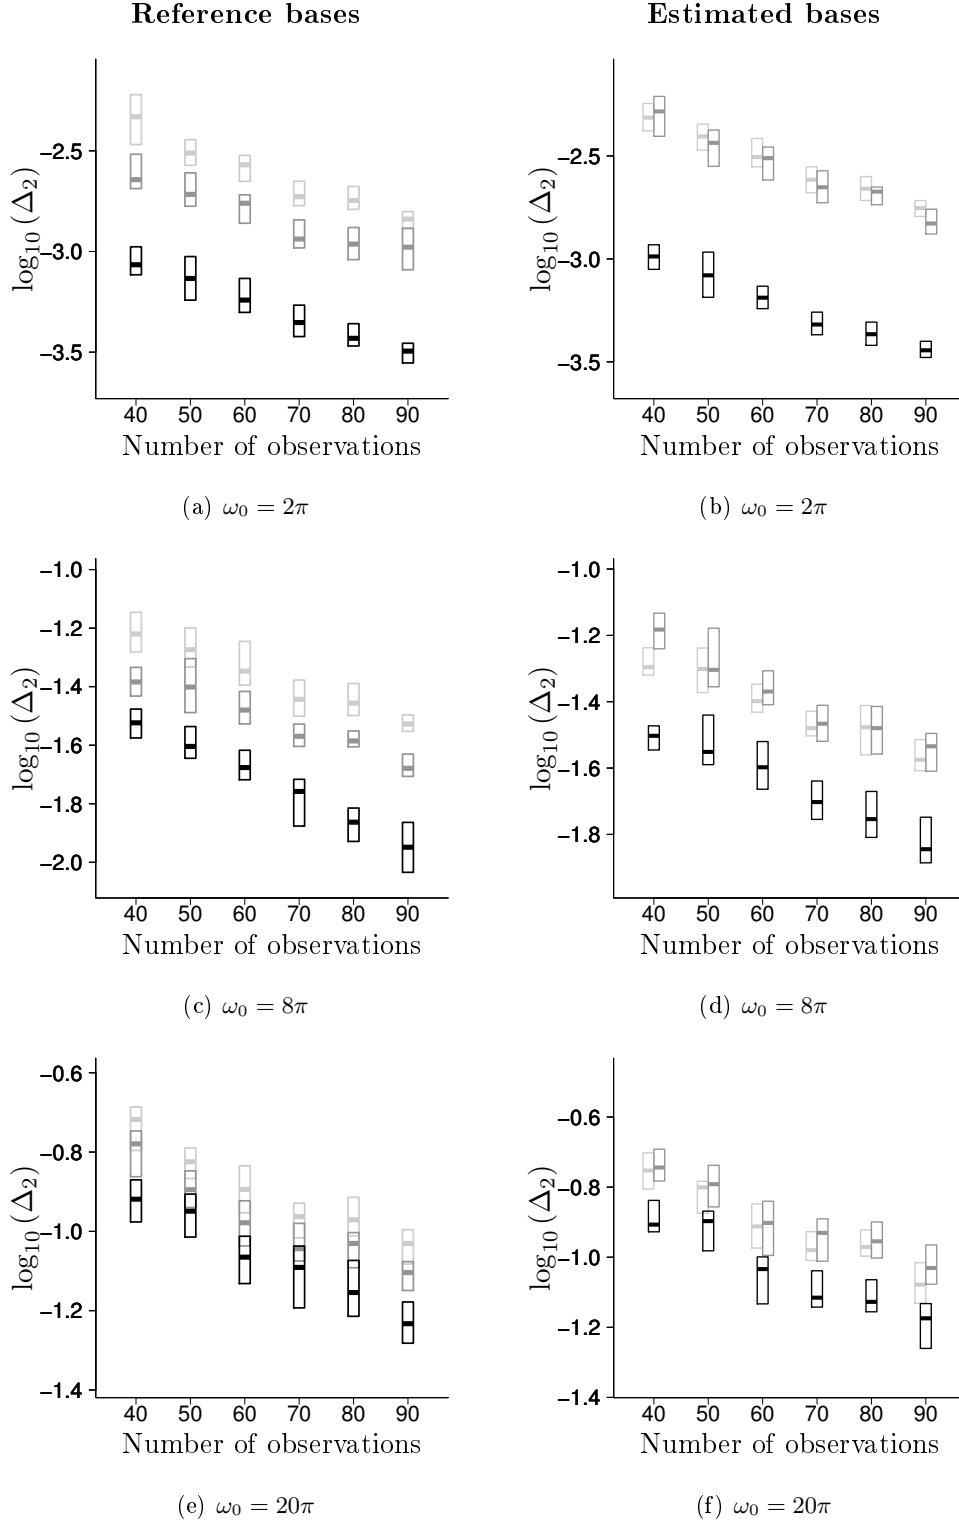 Reference bases
Estimated bases
log10(Δ2)
−2.5
−3.0
−3.5
40 50 60 70 80 90
Number of observations
(a) ω0 = 2π
log10(Δ2)
−2.5
−3.0
−3.5
40 50 60 70 80 90
Number of observations
(b) ω0 = 2π
log10(Δ2)
−1.0
−1.2
−1.4
−1.6
−1.8
−2.0
40 50 60 70 80 90
Number of observations
(c) ω0 = 8π
log10(Δ2)
−1.0
−1.2
−1.4
−1.6
−1.8
40 50 60 70 80 90
Number of observations
(d) ω0 = 8π
log10(Δ2)
−0.6
−0.8
−1.0
−1.2
−1.4
40 50 60 70 80 90
Number of observations
(e) ω0 = 20π
log10(Δ2)
−0.6
−0.8
−1.0
−1.2
−1.4
40 50 60 70 80 90
Number of observations
(f) ω0 = 20π